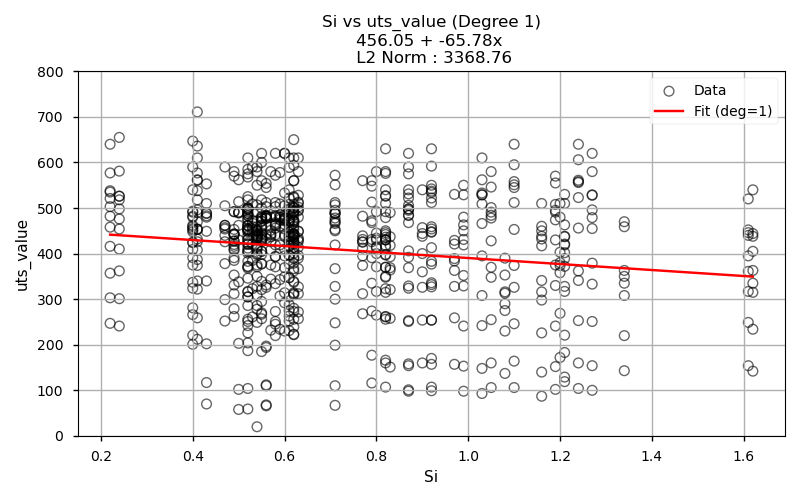 Si vs uts_value (Degree 1)
456.05 + -65.78x
L2 Norm : 3368.76
Data
Fit (deg=1)
800
700
600
500
400
300
200
100
0
uts_value
0.2
0.4
0.6
0.8
1.0
1.2
1.4
1.6
Si